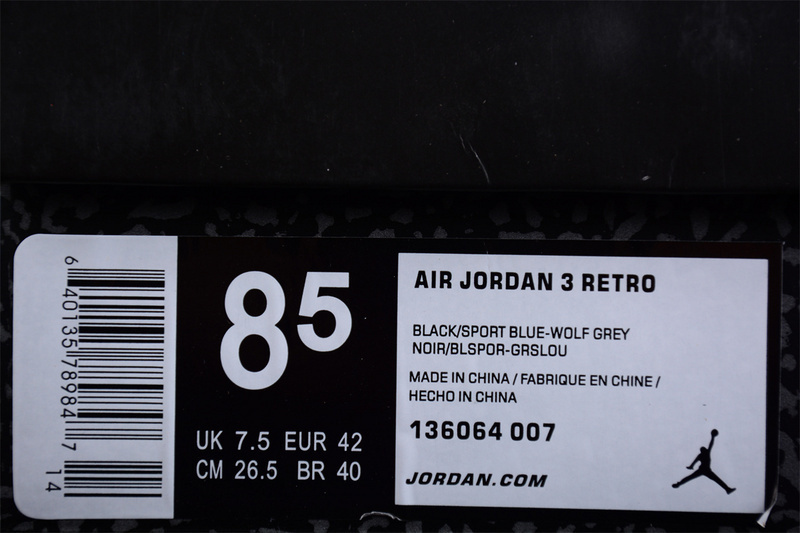 6 40135 78984 7
14
8 5
UK 7.5 EUR 42
CM 26.5 BR 40
AIR JORDAN 3 RETRO
BLACK/SPORT BLUE-WOLF GREY
NOIR/BLSPOR-GRSLOU
MADE IN CHINA / FABRIQUE EN CHINE /
HECHO IN CHINA
136064 007
JORDAN.COM